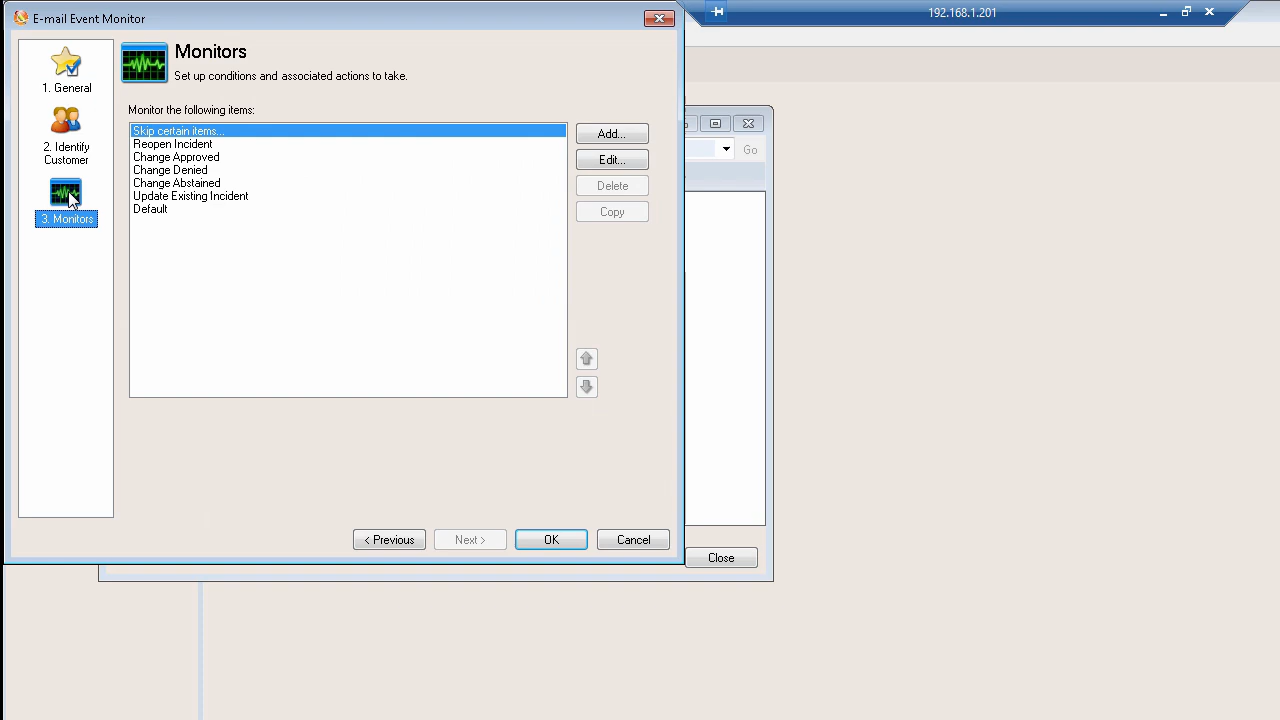 E-mail Event Monitor
192.168.1.201
1. General
2. Identify
Customer
3. Monitors
Monitors
Set up conditions and associated actions to take.
Monitor the following items:
Skip certain items...
Reopen Incident
Change Approved
Change Denied
Change Abstained
Update Existing Incident
Default
Add...
Edit...
Delete
Copy
Go
< Previous
Next >
OK
Cancel
Close